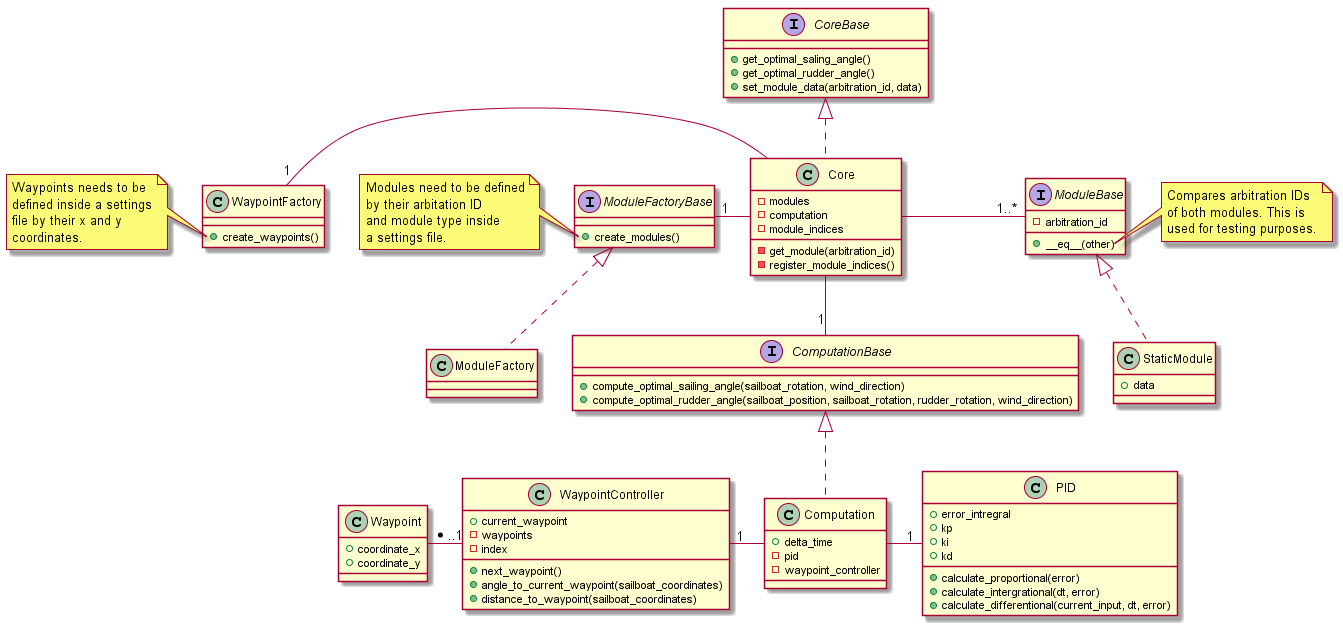 I CoreBase
get_optimal_saling_angle()
get_optimal_rudder_angle()
set_module_data(arbitration_id, data)
1
Waypoints needs to be
defined inside a settings
file by their x and y
coordinates.
C WaypointFactory
create_waypoints()
Modules need to be defined
by their arbitation ID
and module type inside
a settings file.
I ModuleFactoryBase
create_modules()
1
C Core
modules
computation
module_indices
get_module(arbitration_id)
register_module_indices()
1..*
I ModuleBase
arbitration_id
__eq__(other)
Compares arbitration IDs
of both modules. This is
used for testing purposes.
1
C ModuleFactory
I ComputationBase
compute_optimal_sailing_angle(sailboat_rotation, wind_direction)
compute_optimal_rudder_angle(sailboat_position, sailboat_rotation, rudder_rotation, wind_direction)
C StaticModule
data
C Waypoint
coordinate_x
coordinate_y
• ..1
C WaypointController
current_waypoint
waypoints
index
next_waypoint()
angle_to_current_waypoint(sailboat_coordinates)
distance_to_waypoint(sailboat_coordinates)
1
C Computation
delta_time
pid
waypoint_controller
1
C PID
error_intregral
kp
ki
kd
calculate_proportional(error)
calculate_intergrational(dt, error)
calculate_differentional(current_input, dt, error)